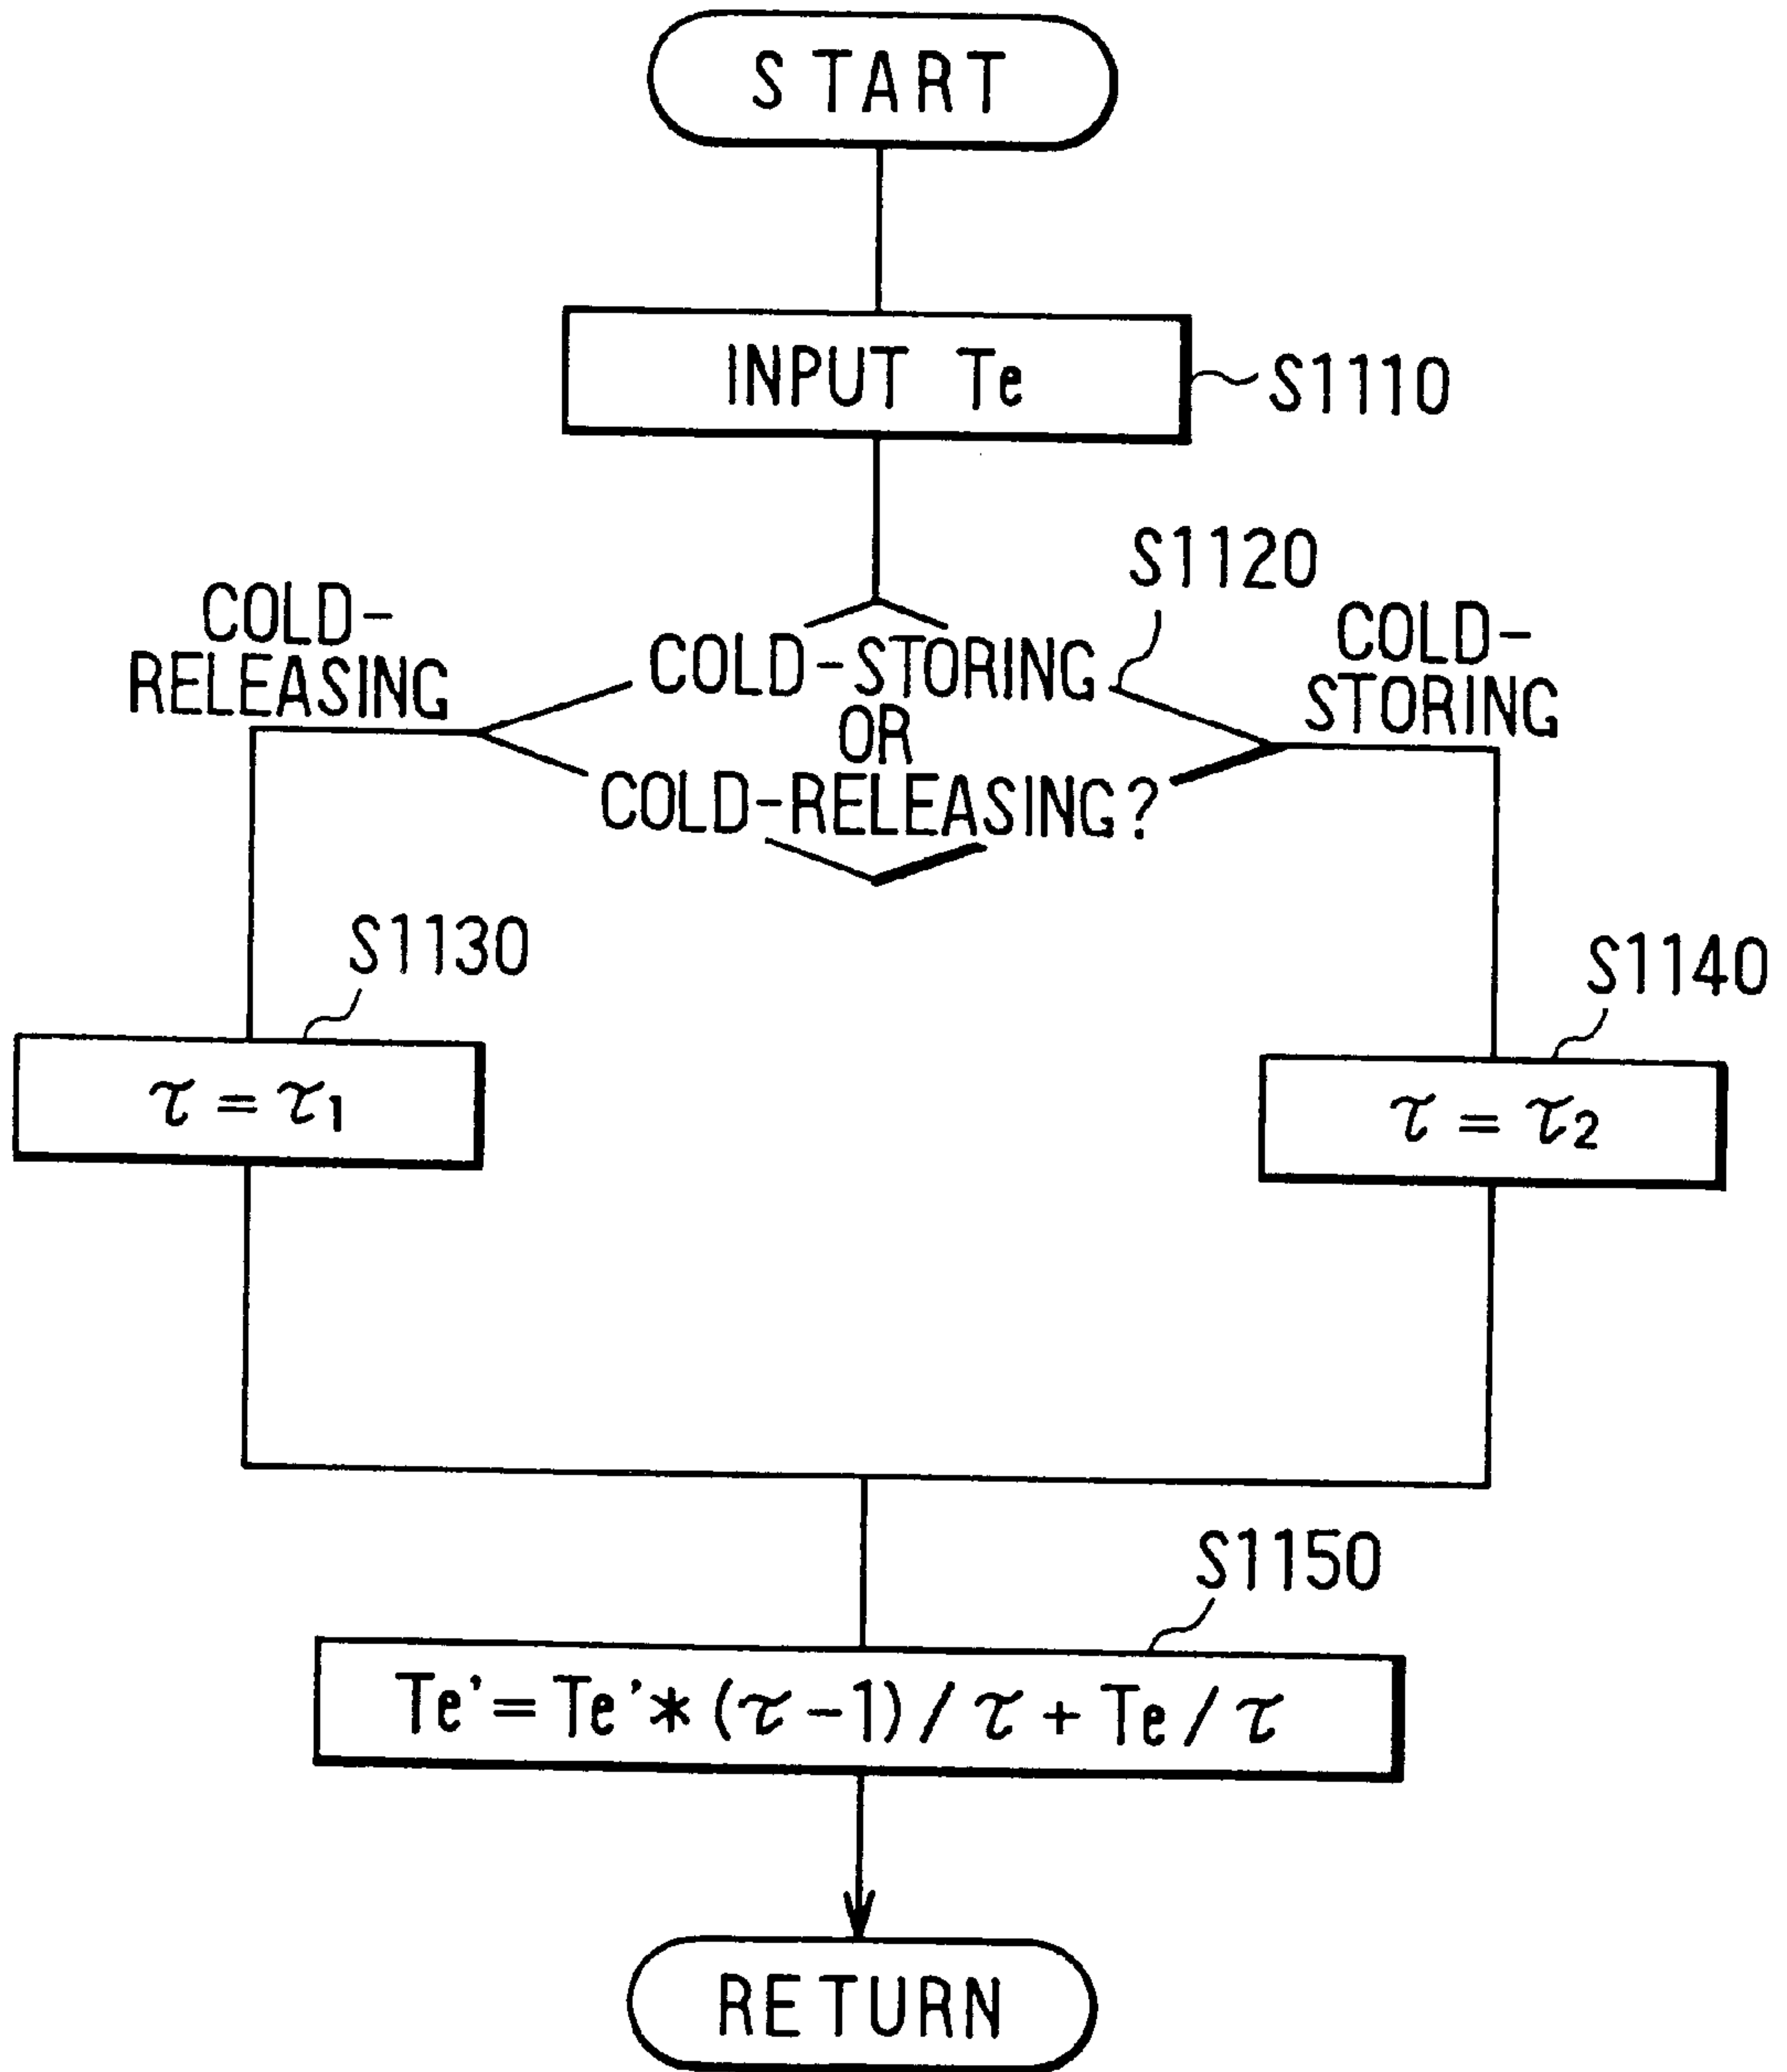 START
INPUT Te
S1110
S1120
COLD-
RELEASING
COLD-STORING
OR
COLD-RELEASING?
COLD-
STORING
S1130
τ = τ1
S1140
τ = τ2
S1150
Te'= Te'*(τ-1)/τ + Te/τ
RETURN